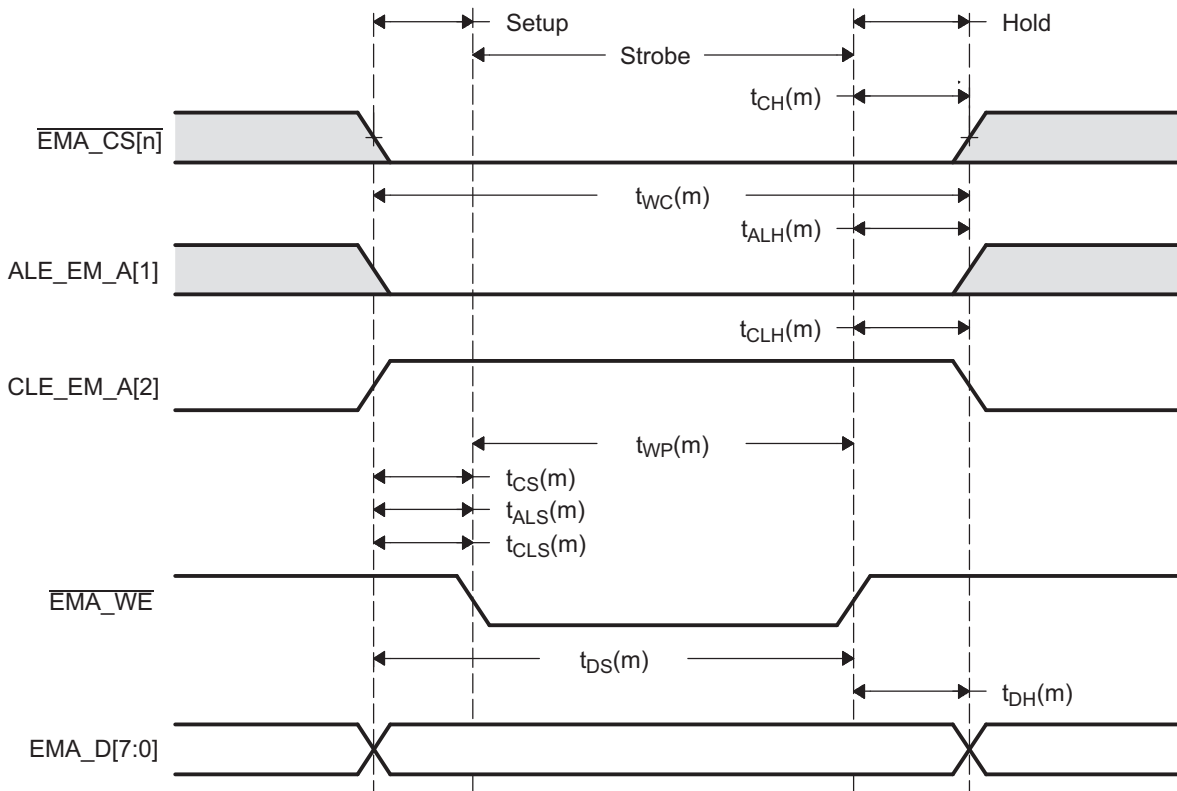 Setup
Hold
Strobe
tCH(m)
EMA_CS[n]
tWC(m)
tALH(m)
ALE_EM_A[1]
tCLH(m)
CLE_EM_A[2]
tWP(m)
tCS(m)
tALS(m)
tCLS(m)
EMA_WE
tDS(m)
tDH(m)
EMA_D[7:0]